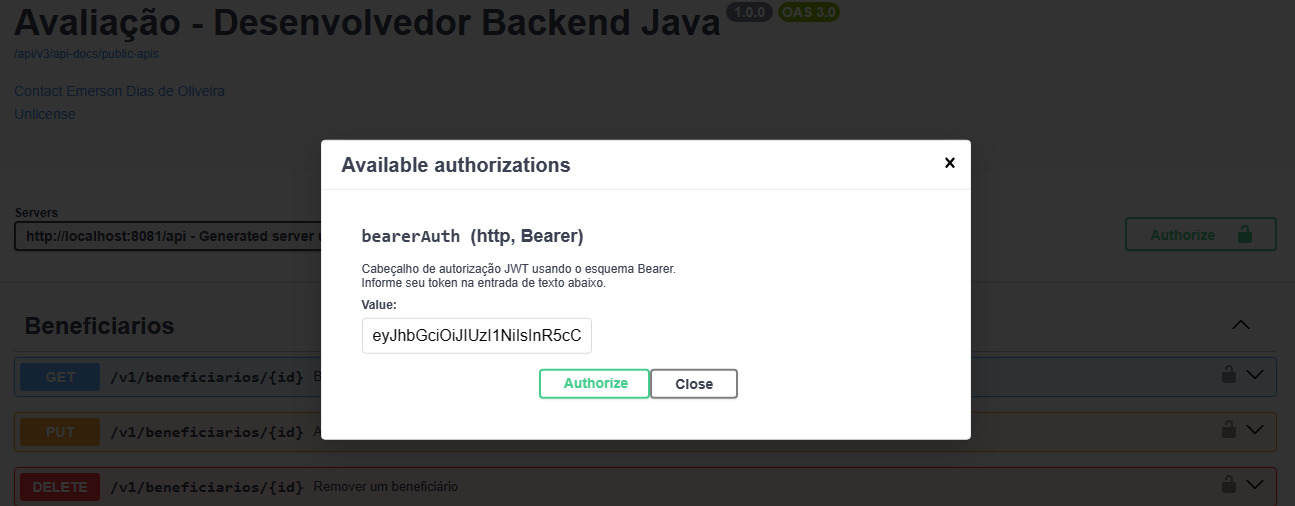 Avaliação - Desenvolvedor Backend Java 1.0.0 OAS 3.0
/api/v3/api-docs/public-apis
Contact Emerson Dias de Oliveira
Unlicense
Available authorizations
bearerAuth (http, Bearer)
Cabeçalho de autorização JWT usando o esquema Bearer.
Informe seu token na entrada de texto abaixo.
Value:
eyJhbGciOiJIUzI1NiIsInR5cC
Authorize Close
Servers
http://localhost:8081/api - Generated server
Authorize
Beneficiarios
GET /v1/beneficiarios/{id}
PUT /v1/beneficiarios/{id}
DELETE /v1/beneficiarios/{id} Remover um beneficiário